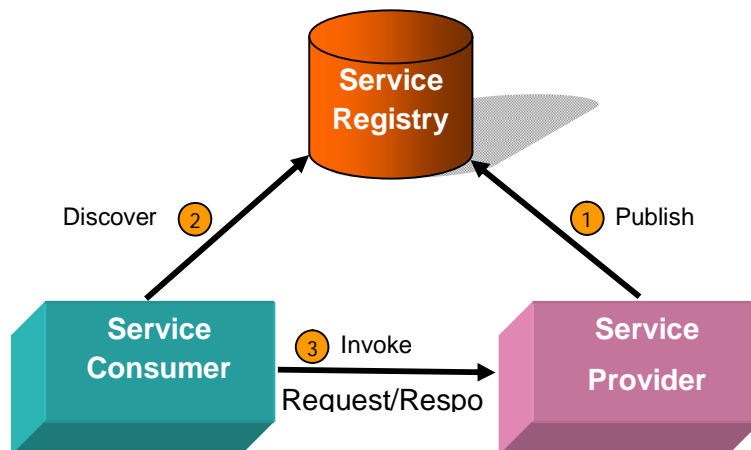 Service
Registry
Discover
2
1
Publish
Service
Consumer
3
Invoke
Request/Respo
Service
Provider